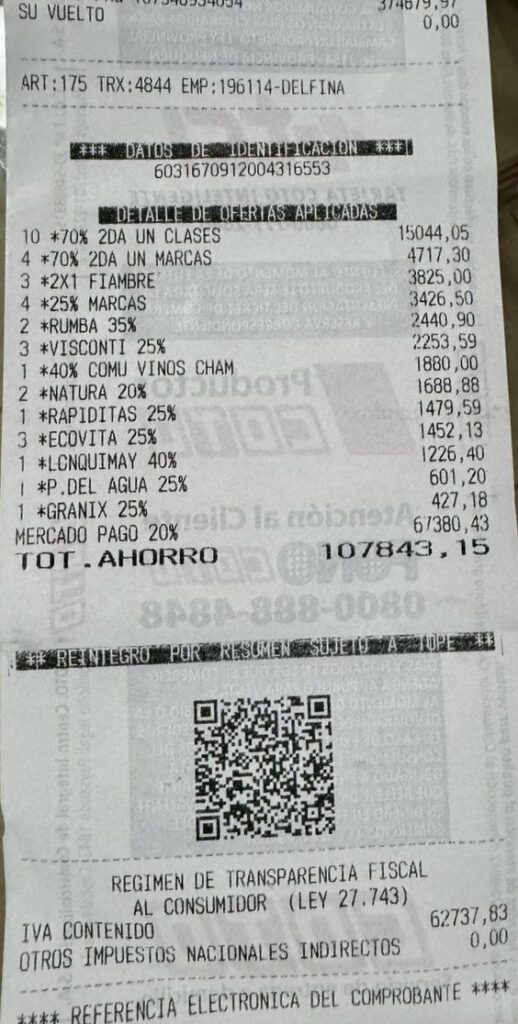 374679,97
SU VUELTO 0,00
ART:175 TRX:4844 EMP:196114-DELFINA
*** DATOS DE IDENTIFICACION ***
6031670912004316553
DETALLE DE OFERTAS APLICADAS
10 *70% 2DA UN CLASES 15044,05
4 *70% 2DA UN MARCAS 4717,30
3 *2X1 FIAMBRE 3825,00
4 *25% MARCAS 3426,50
2 *RUMBA 35% 2440,90
3 *VISCONTI 25% 2253,59
1 *40% COMU VINOS CHAM 1880,00
2 *NATURA 20% 1688,88
1 *RAPIDITAS 25% 1479,59
3 *ECOVITA 25% 1452,13
1 *LONQUIMAY 40% 1226,40
1 *P.DEL AGUA 25% 601,20
1 *GRANIX 25% 427,18
MERCADO PAGO 20% 67380,43
TOT.AHORRO 107843,15
** REINTEGRO POR RESUMEN SUJETO A TOPE **
REGIMEN DE TRANSPARENCIA FISCAL
AL CONSUMIDOR (LEY 27.743)
IVA CONTENIDO 62737,83
OTROS IMPUESTOS NACIONALES INDIRECTOS 0,00
**** REFERENCIA ELECTRONICA DEL COMPROBANTE ****